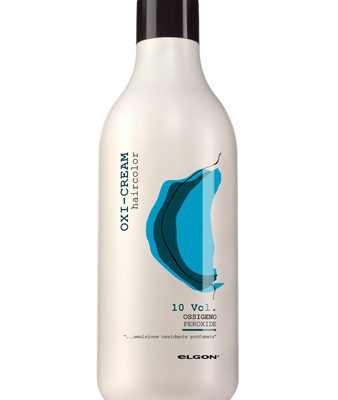 OXI-CREAM
haircolor
10 Vol.
OSSIGENO
PEROXIDE
"...emulsione ossidante profumata"
ELGON®